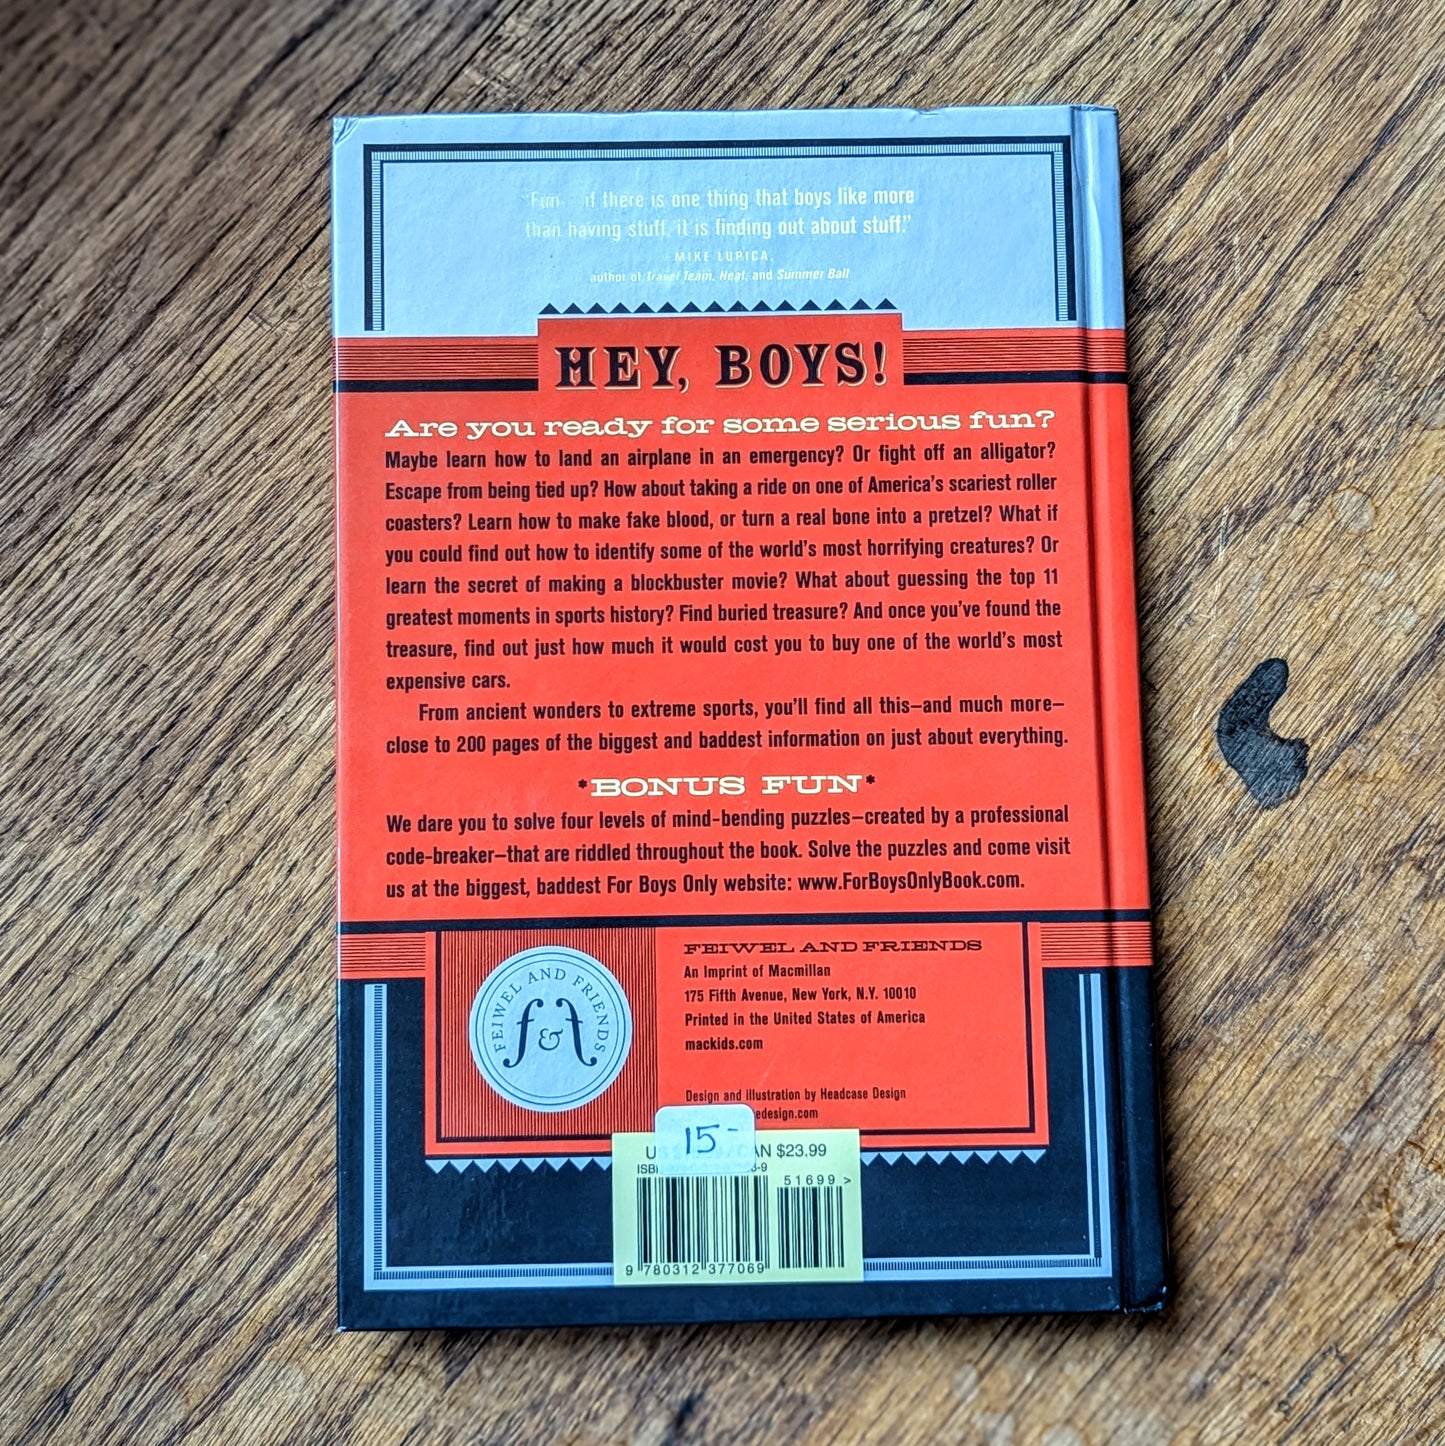 "Fun... if there is one thing that boys like more
than having stuff, it is finding out about stuff."
—MIKE LUPICA,
author of Travel Team, Heat, and Summer Ball
HEY, BOYS!
Are you ready for some serious fun?
Maybe learn how to land an airplane in an emergency? Or fight off an alligator?
Escape from being tied up? How about taking a ride on one of America's scariest roller
coasters? Learn how to make fake blood, or turn a real bone into a pretzel? What if
you could find out how to identify some of the world's most horrifying creatures? Or
learn the secret of making a blockbuster movie? What about guessing the top 11
greatest moments in sports history? Find buried treasure? And once you've found the
treasure, find out just how much it would cost you to buy one of the world's most
expensive cars.
From ancient wonders to extreme sports, you'll find all this—and much more—
close to 200 pages of the biggest and baddest information on just about everything.
*BONUS FUN*
We dare you to solve four levels of mind-bending puzzles—created by a professional
code-breaker—that are riddled throughout the book. Solve the puzzles and come visit
us at the biggest, baddest For Boys Only website: www.ForBoysOnlyBook.com.
FEIWEL AND FRIENDS
f&f
FEIWEL AND FRIENDS
An Imprint of Macmillan
175 Fifth Avenue, New York, N.Y. 10010
Printed in the United States of America
mackids.com
Design and illustration by Headcase Design
edesign.com
15-
US CAN $23.99
ISBN 6-9
51699 >
9 780312 377069